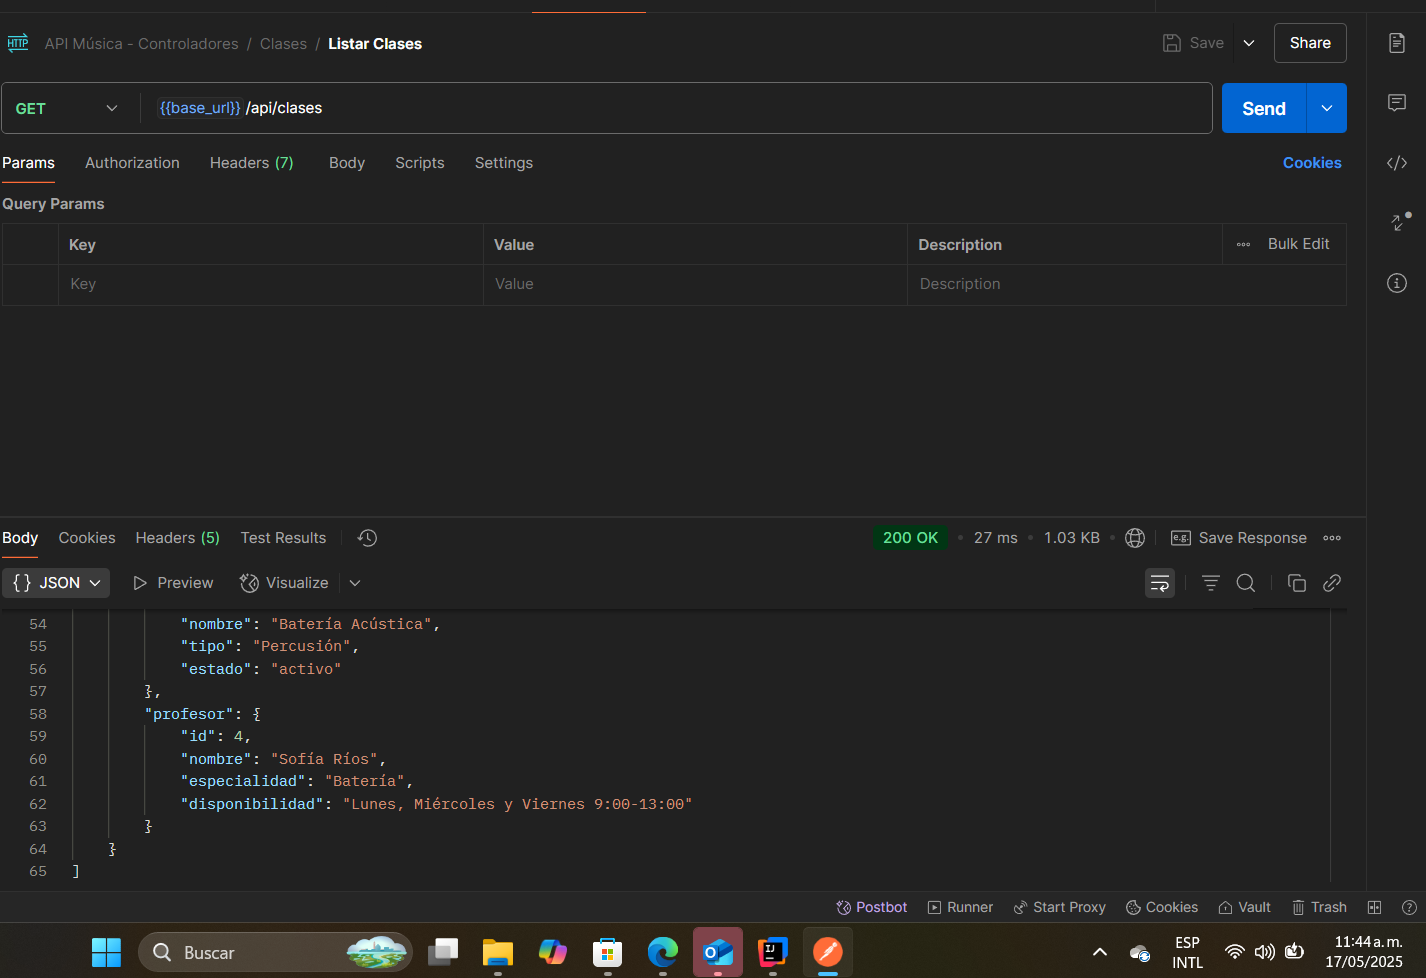 HTTP API Música - Controladores / Clases / Listar Clases Save Share
GET {{base_url}} /api/clases Send
Params Authorization Headers (7) Body Scripts Settings Cookies
Query Params
Key Value Description Bulk Edit
Key Value Description
Body Cookies Headers (5) Test Results 200 OK 27 ms 1.03 KB e.g. Save Response
{} JSON Preview Visualize
54 "nombre": "Batería Acústica",
55 "tipo": "Percusión",
56 "estado": "activo"
57 },
58 "profesor": {
59 "id": 4,
60 "nombre": "Sofía Ríos",
61 "especialidad": "Batería",
62 "disponibilidad": "Lunes, Miércoles y Viernes 9:00-13:00"
63 }
64 }
65 ]
Postbot Runner Start Proxy Cookies Vault Trash
Buscar
ESP
INTL
11:44 a. m.
17/05/2025